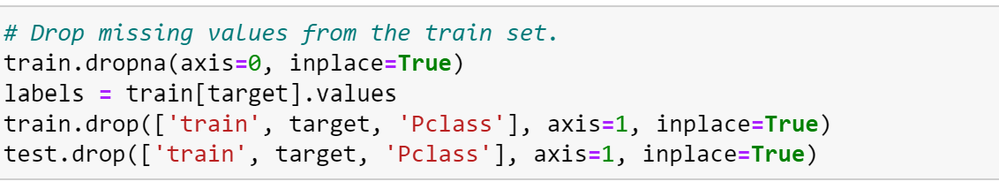 # Drop missing values from the train set.
train.dropna(axis=0, inplace=True)
labels = train[target].values
train.drop(['train', target, 'Pclass'], axis=1, inplace=True)
test.drop(['train', target, 'Pclass'], axis=1, inplace=True)